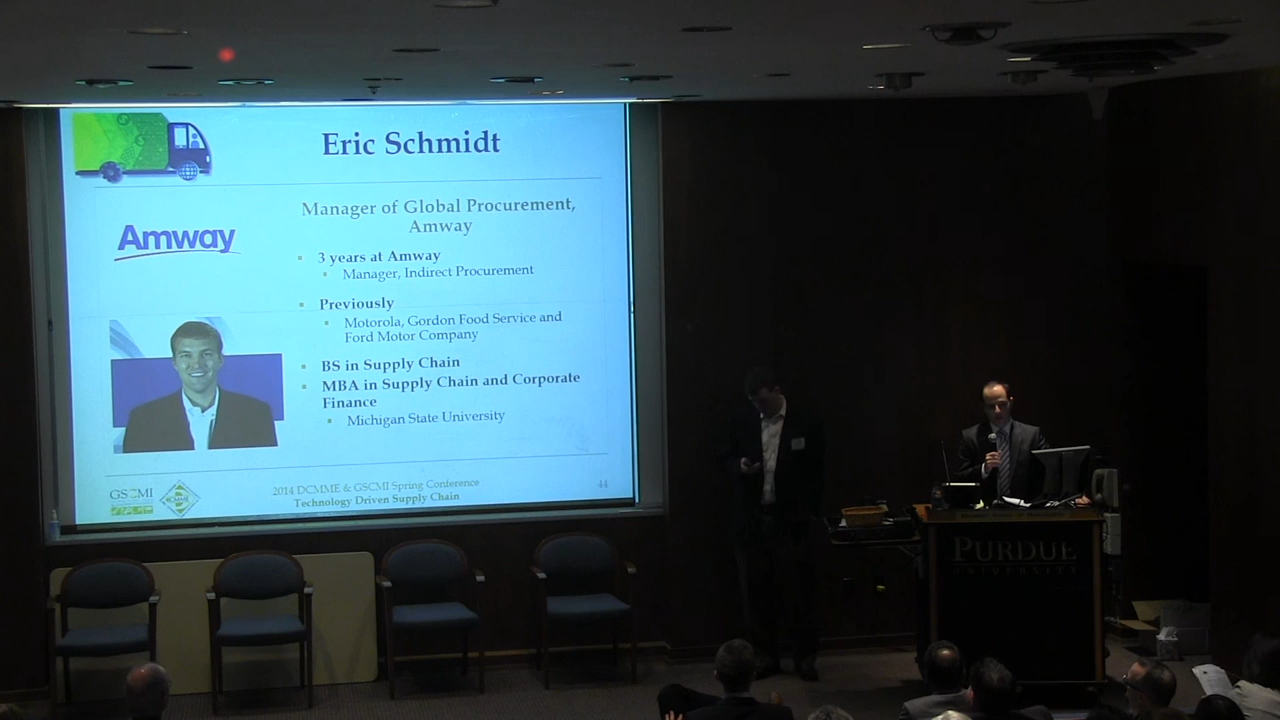 Eric Schmidt
Manager of Global Procurement,
Amway
Amway
3 years at Amway
Manager, Indirect Procurement
Previously
Motorola, Gordon Food Service and
Ford Motor Company
BS in Supply Chain
MBA in Supply Chain and Corporate
Finance
Michigan State University
GSCMI
DCMME
2014 DCMME & GSCMI Spring Conference
Technology Driven Supply Chain
44
PURDUE
UNIVERSITY